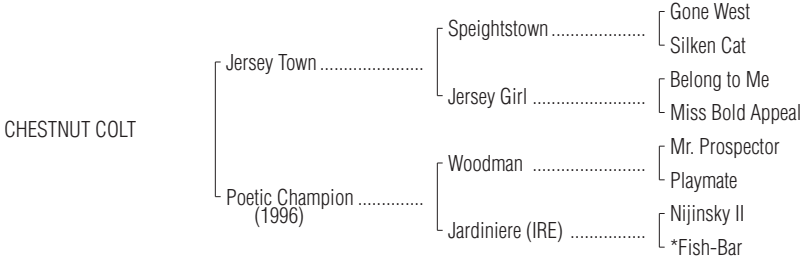 Gone West
Speightstown ....................
Silken Cat
Jersey Town ......................
Belong to Me
Jersey Girl ........................
Miss Bold Appeal
CHESTNUT COLT
Mr. Prospector
Woodman ........................
Playmate
Poetic Champion ..............
(1996)
Nijinsky II
Jardiniere (IRE) ................
*Fish-Bar